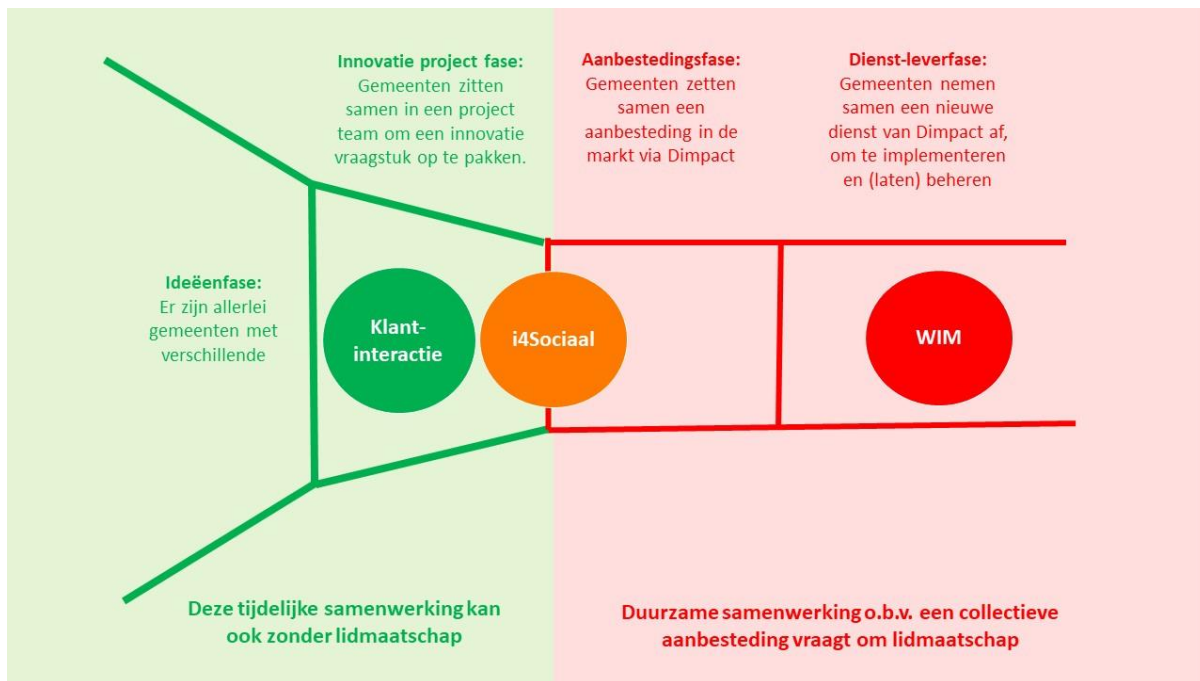 Innovatie project fase:
Gemeenten zitten
samen in een project
team om een innovatie
vraagstuk op te pakken.
Aanbestedingsfase:
Gemeenten zetten
samen een
aanbesteding in de
markt via Dimpact
Dienst-leverfase:
Gemeenten nemen
samen een nieuwe
dienst van Dimpact af,
om te implementeren
en (laten) beheren
Ideëenfase:
Er zijn allerlei
gemeenten met
verschillende
Klant-
interactie
i4Sociaal
WIM
Deze tijdelijke samenwerking kan
ook zonder lidmaatschap
Duurzame samenwerking o.b.v. een collectieve
aanbesteding vraagt om lidmaatschap